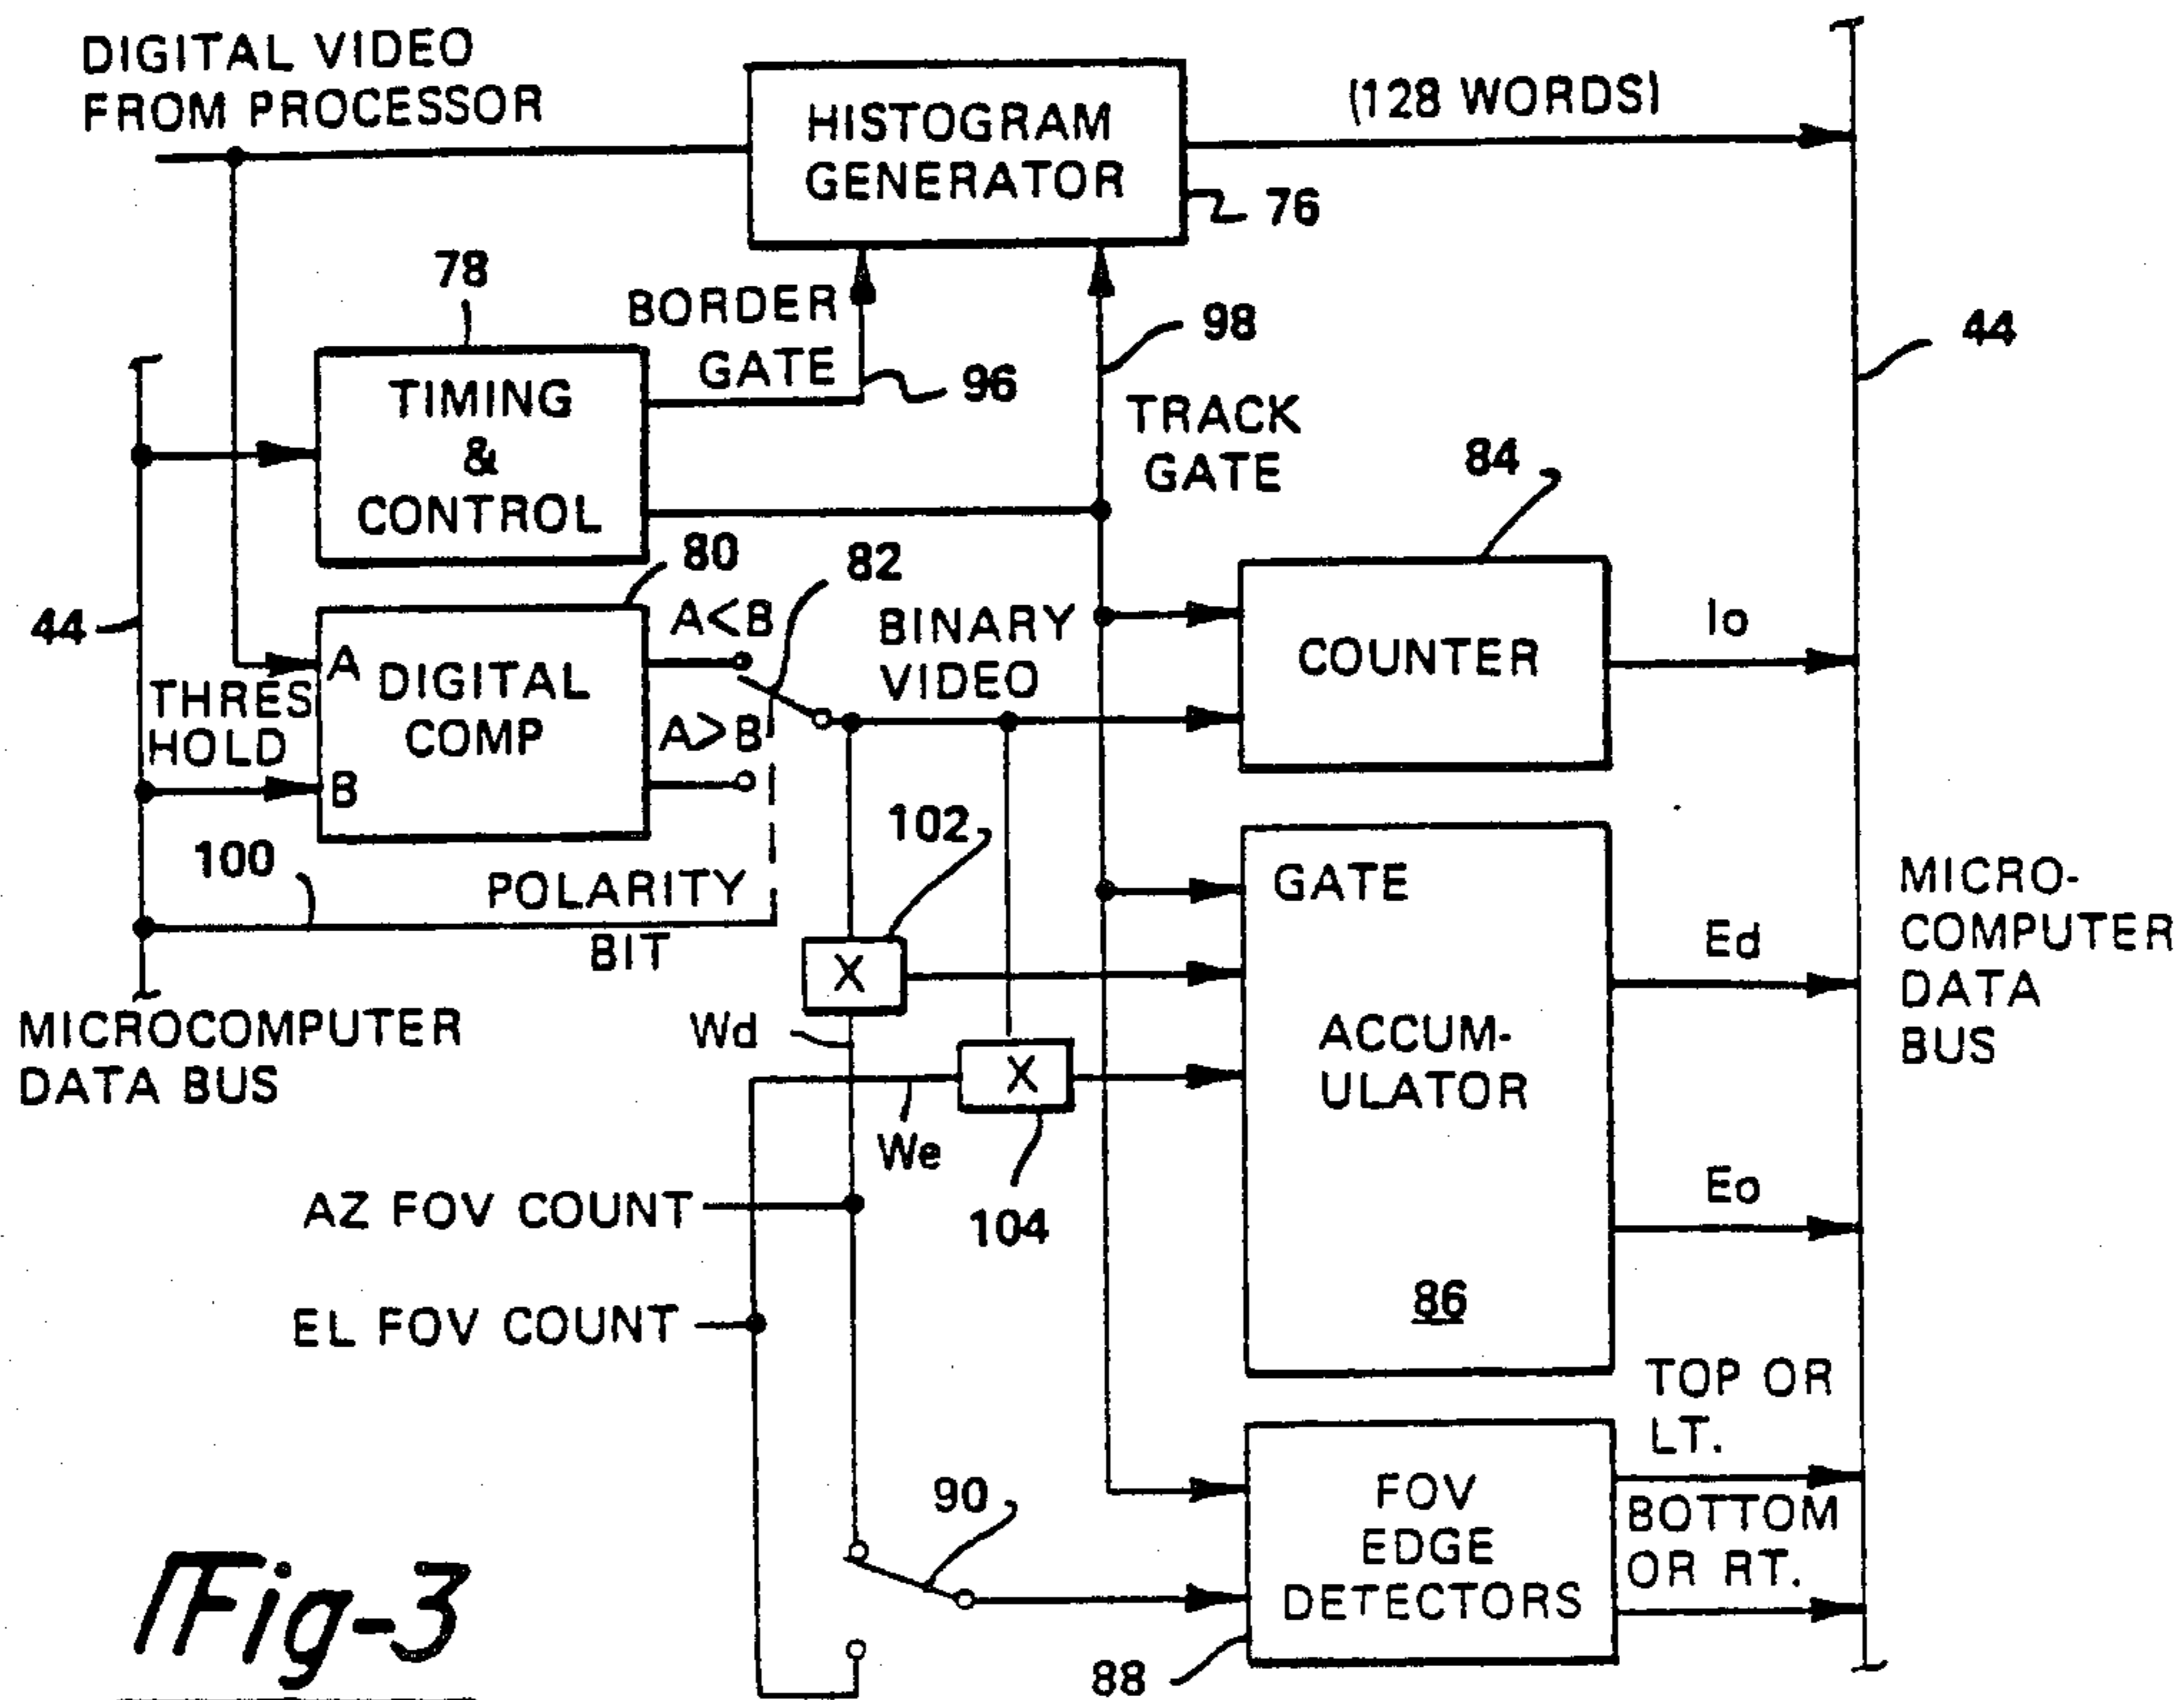 DIGITAL VIDEO
FROM PROCESSOR
HISTOGRAM
GENERATOR
(128 WORDS)
76
78
BORDER
GATE
96
98
44
TIMING
&
CONTROL
TRACK
GATE
84
80
82
44
A<B
BINARY
VIDEO
COUNTER
Io
A
DIGITAL
COMP
THRES
HOLD
A>B
B
102
100
POLARITY
BIT
GATE
MICRO-
COMPUTER
DATA
BUS
Ed
X
MICROCOMPUTER
DATA BUS
Wd
ACCUM-
ULATOR
X
We
104
AZ FOV COUNT
Eo
EL FOV COUNT
86
TOP OR
LT.
90
FOV
EDGE
DETECTORS
BOTTOM
OR RT.
88
Fig-3